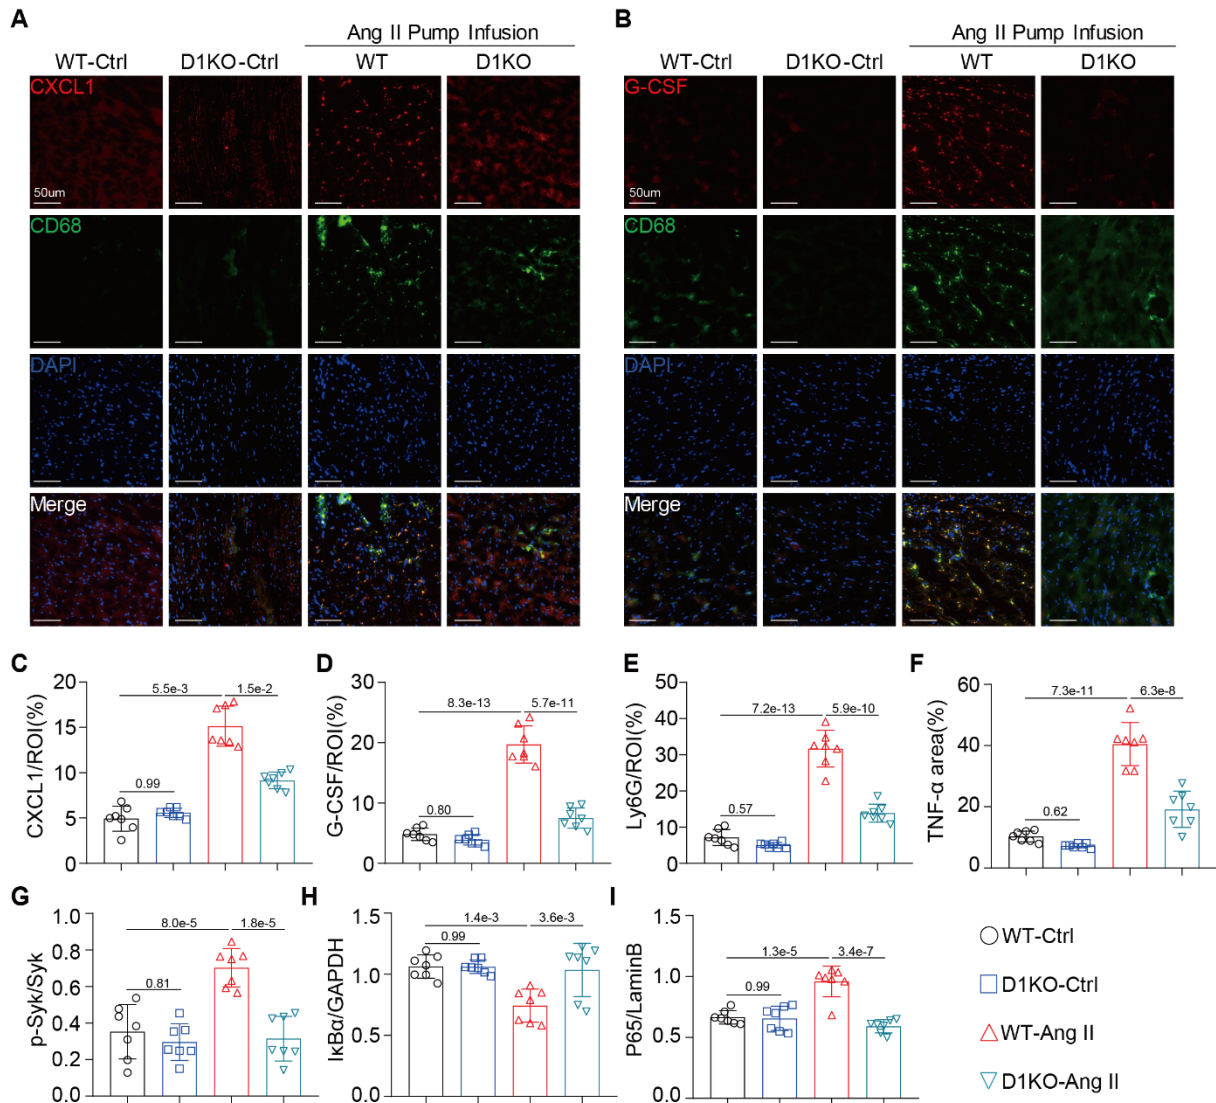 A
Ang II Pump Infusion
WT-Ctrl D1KO-Ctrl WT D1KO
CXCL1
50um
CD68
DAPI
Merge
B
Ang II Pump Infusion
WT-Ctrl D1KO-Ctrl WT D1KO
G-CSF
50um
CD68
DAPI
Merge
C
CXCL1/ROI(%)
20
15
10
5
0
5.5e-3 1.5e-2
0.99
D
G-CSF/ROI(%)
30
20
10
0
8.3e-13 5.7e-11
0.80
E
Ly6G/ROI(%)
50
40
30
20
10
0
7.2e-13 5.9e-10
0.57
F
TNF-α area(%)
60
40
20
0
7.3e-11 6.3e-8
0.62
G
p-Syk/Syk
1.0
0.8
0.6
0.4
0.2
0.0
8.0e-5 1.8e-5
0.81
H
IκBα/GAPDH
1.5
1.0
0.5
0.0
1.4e-3 3.6e-3
0.99
I
P65/LaminB
1.5
1.0
0.5
0.0
1.3e-5 3.4e-7
0.99
WT-Ctrl
D1KO-Ctrl
WT-Ang II
D1KO-Ang II